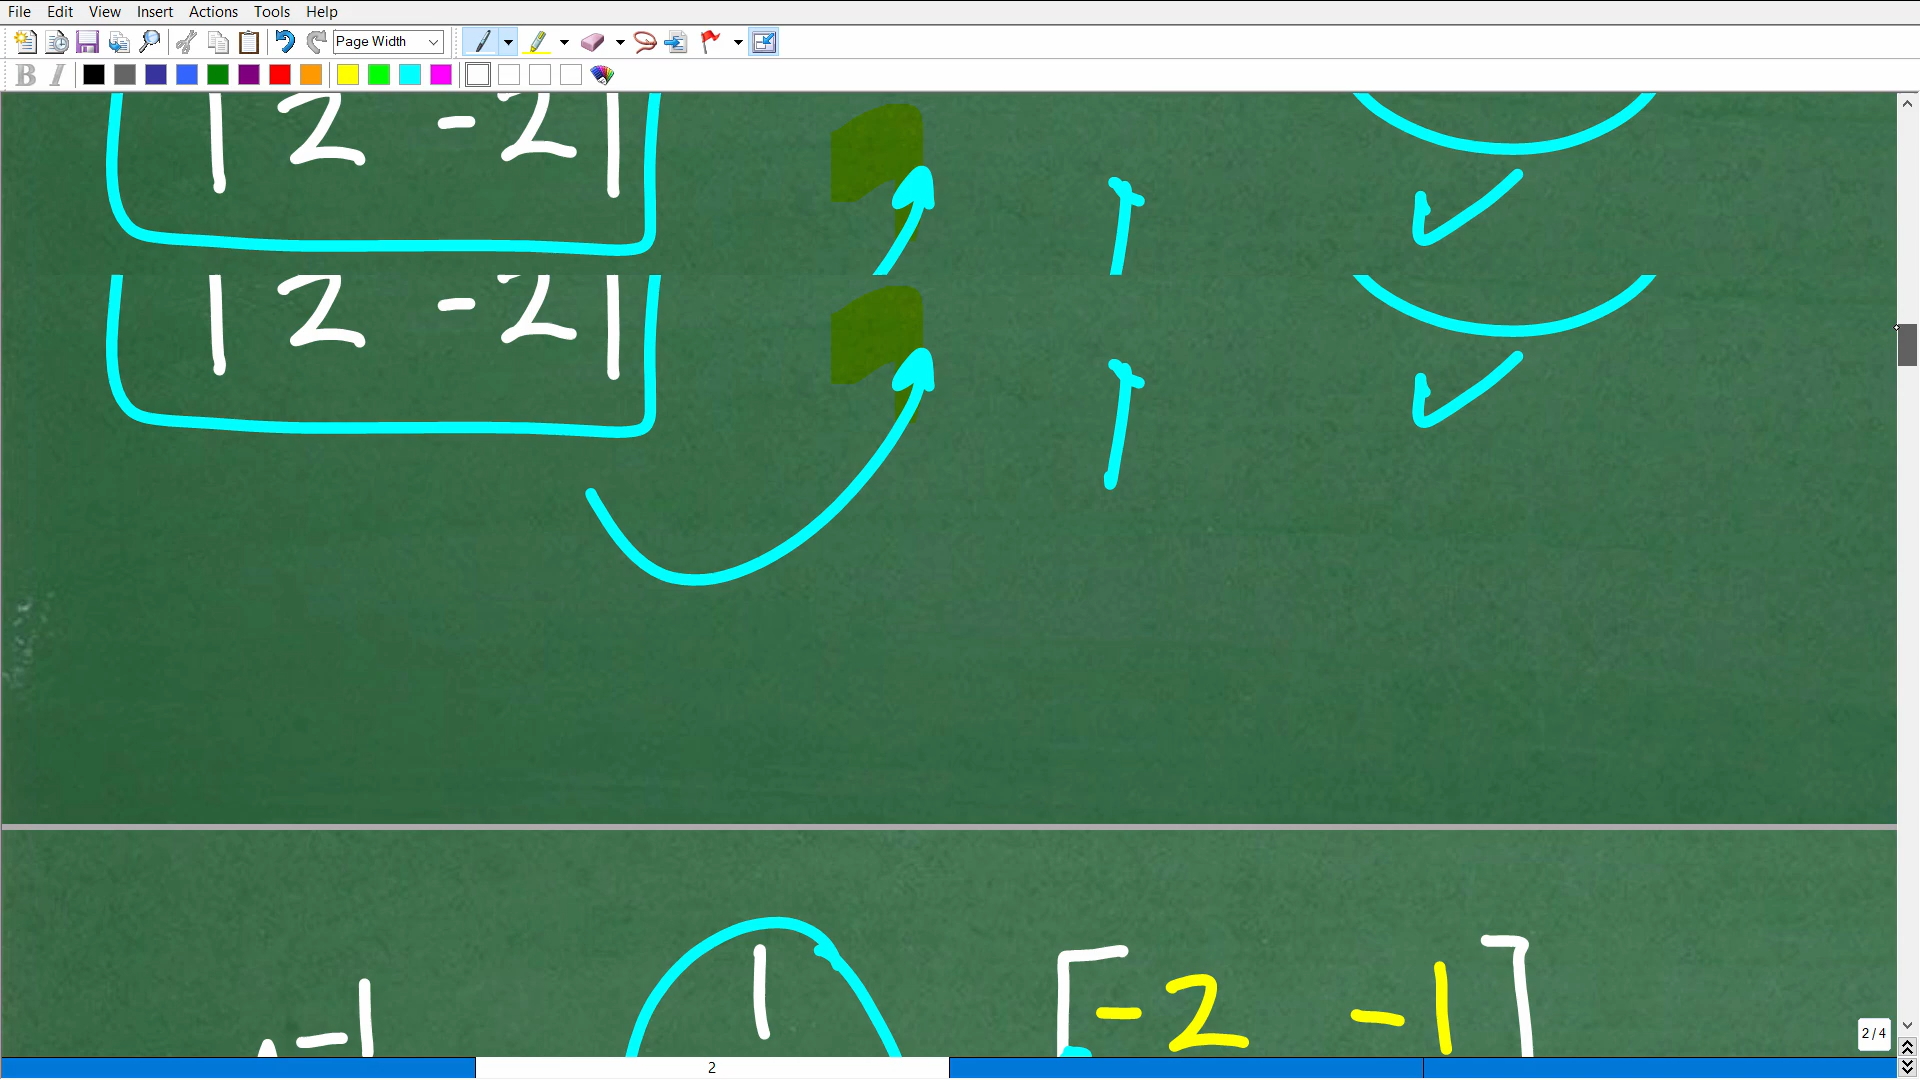 File Edit View Insert Actions Tools Help
Page Width
B I
| 2 -2 |
| 2 -2 |
-1
1
[ -2 -1 ]
2 / 4
2